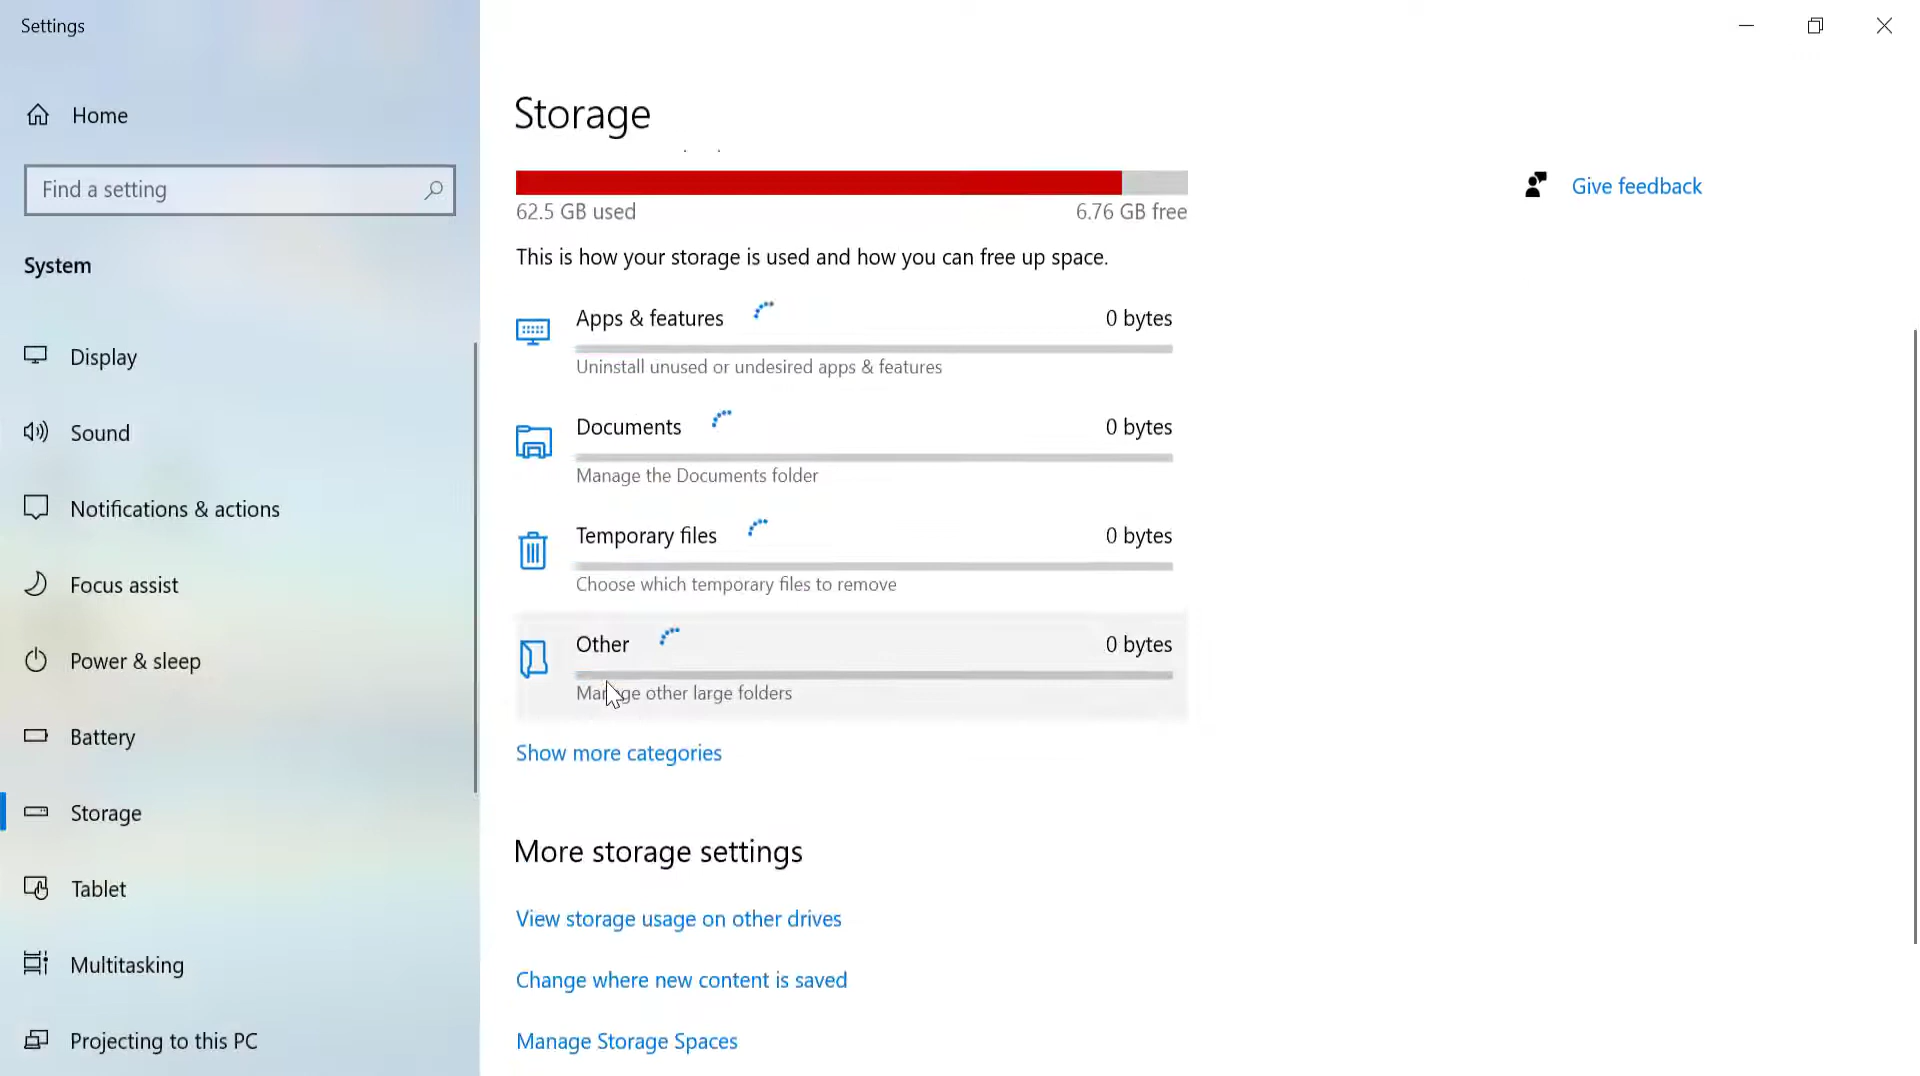 Settings
Home
Find a setting
System
Display
Sound
Notifications & actions
Focus assist
Power & sleep
Battery
Storage
Tablet
Multitasking
Projecting to this PC
Storage
62.5 GB used
6.76 GB free
This is how your storage is used and how you can free up space.
Apps & features
0 bytes
Uninstall unused or undesired apps & features
Documents
0 bytes
Manage the Documents folder
Temporary files
0 bytes
Choose which temporary files to remove
Other
0 bytes
Manage other large folders
Show more categories
More storage settings
View storage usage on other drives
Change where new content is saved
Manage Storage Spaces
Give feedback